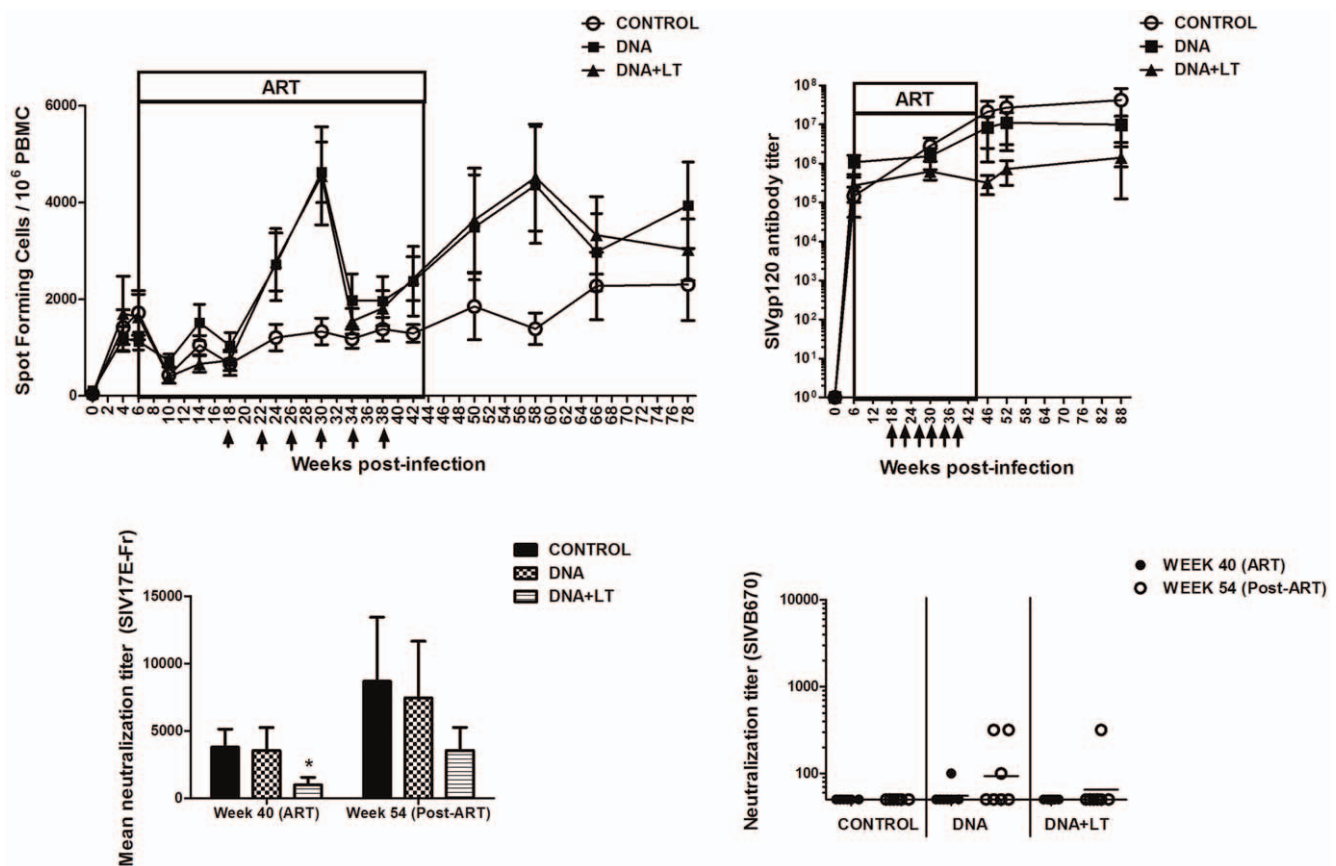 CONTROL
DNA
DNA+LT
ART
Spot Forming Cells / 10⁶ PBMC
6000
4000
2000
0
0 2 4 6 8 10 12 14 16 18 20 22 24 26 28 30 32 34 36 38 40 42 44 46 48 50 52 54 56 58 60 62 64 66 68 70 72 74 76 78
Weeks post-infection
CONTROL
DNA
DNA+LT
ART
SIVgp120 antibody titer
10⁸
10⁷
10⁶
10⁵
10⁴
10³
10²
10¹
10⁰
0 6 12 18 24 30 36 42 46 52 58 64 70 76 82 88
Weeks post-infection
CONTROL
DNA
DNA+LT
Mean neutralization titer (SIV17E-Fr)
15000
10000
5000
0
*
Week 40 (ART) Week 54 (Post-ART)
WEEK 40 (ART)
WEEK 54 (Post-ART)
Neutralization titer (SIVB670)
10000
1000
100
CONTROL DNA DNA+LT